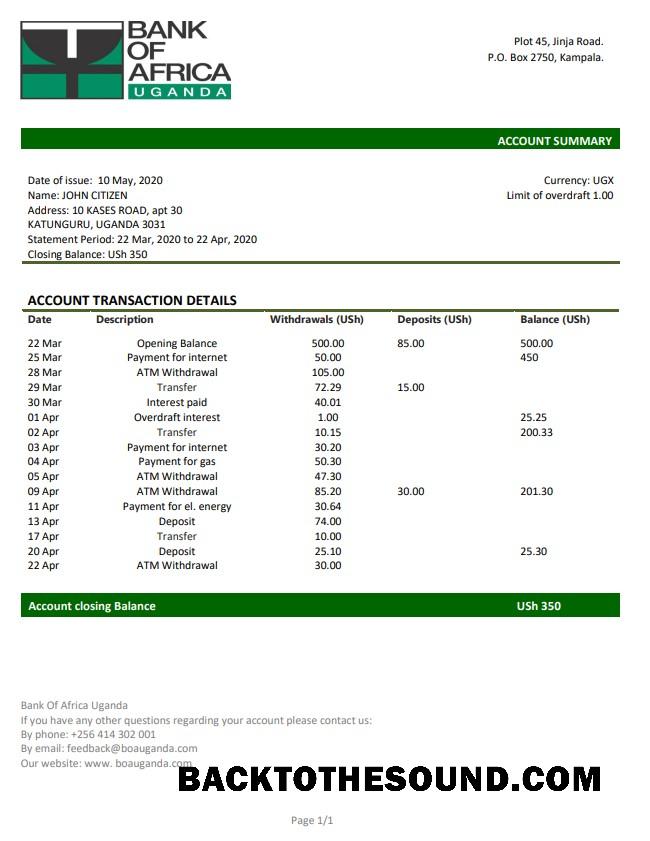 BANK
OF
AFRICA
UGANDA
Plot 45, Jinja Road.
P.O. Box 2750, Kampala.
ACCOUNT SUMMARY
Date of issue: 10 May, 2020
Currency: UGX
Name: JOHN CITIZEN
Limit of overdraft 1.00
Address: 10 KASES ROAD, apt 30
KATUNGURU, UGANDA 3031
Statement Period: 22 Mar, 2020 to 22 Apr, 2020
Closing Balance: USh 350
ACCOUNT TRANSACTION DETAILS
Date Description Withdrawals (USh) Deposits (USh) Balance (USh)
22 Mar Opening Balance 500.00 85.00 500.00
25 Mar Payment for internet 50.00 450
28 Mar ATM Withdrawal 105.00
29 Mar Transfer 72.29 15.00
30 Mar Interest paid 40.01
01 Apr Overdraft interest 1.00 25.25
02 Apr Transfer 10.15 200.33
03 Apr Payment for internet 30.20
04 Apr Payment for gas 50.30
05 Apr ATM Withdrawal 47.30
09 Apr ATM Withdrawal 85.20 30.00 201.30
11 Apr Payment for el. energy 30.64
13 Apr Deposit 74.00
17 Apr Transfer 10.00
20 Apr Deposit 25.10 25.30
22 Apr ATM Withdrawal 30.00
Account closing Balance USh 350
Bank Of Africa Uganda
If you have any other questions regarding your account please contact us:
By phone: +256 414 302 001
By email: feedback@boauganda.com
Our website: www. boauganda.com
BACKTOTHESOUND.COM
Page 1/1